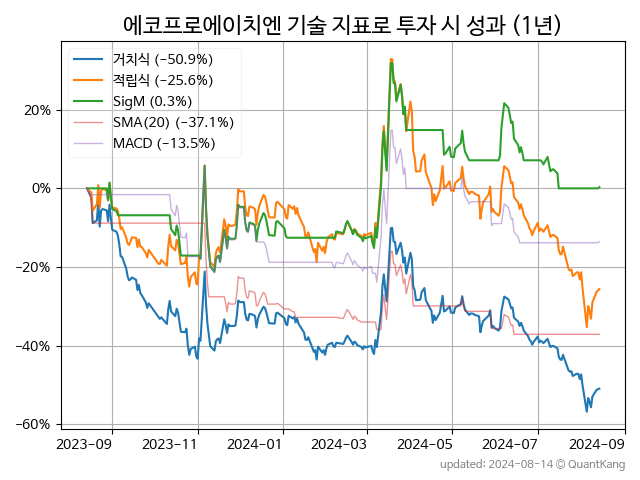 에코프로에이치엔 기술 지표로 투자 시 성과 (1년)
거치식 (−50.9%)
적립식 (−25.6%)
SigM (0.3%)
SMA(20) (−37.1%)
MACD (−13.5%)
20%
0%
−20%
−40%
−60%
2023−09 2023−11 2024−01 2024−03 2024−05 2024−07 2024−09
updated: 2024−08−14 © QuantKang